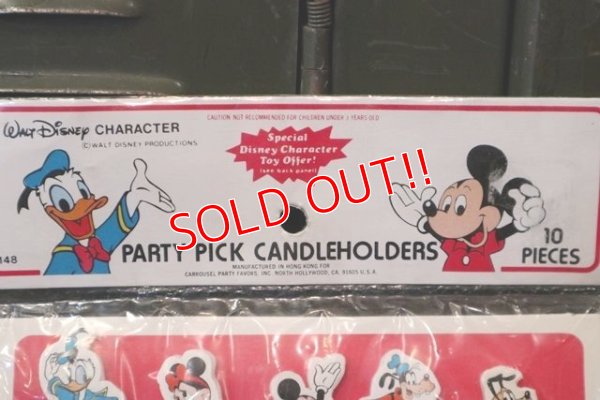 CAUTION NOT RECOMMENDED FOR CHILDREN UNDER 3 YEARS OLD
Walt Disney CHARACTER
©WALT DISNEY PRODUCTIONS
Special
Disney Character
Toy Offer!
(see back panel)
SOLD OUT!!
PARTY PICK CANDLEHOLDERS
10
PIECES
148
MANUFACTURED IN HONG KONG FOR
CARROUSEL PARTY FAVORS, INC. NORTH HOLLYWOOD, CA. 91605 U.S.A.